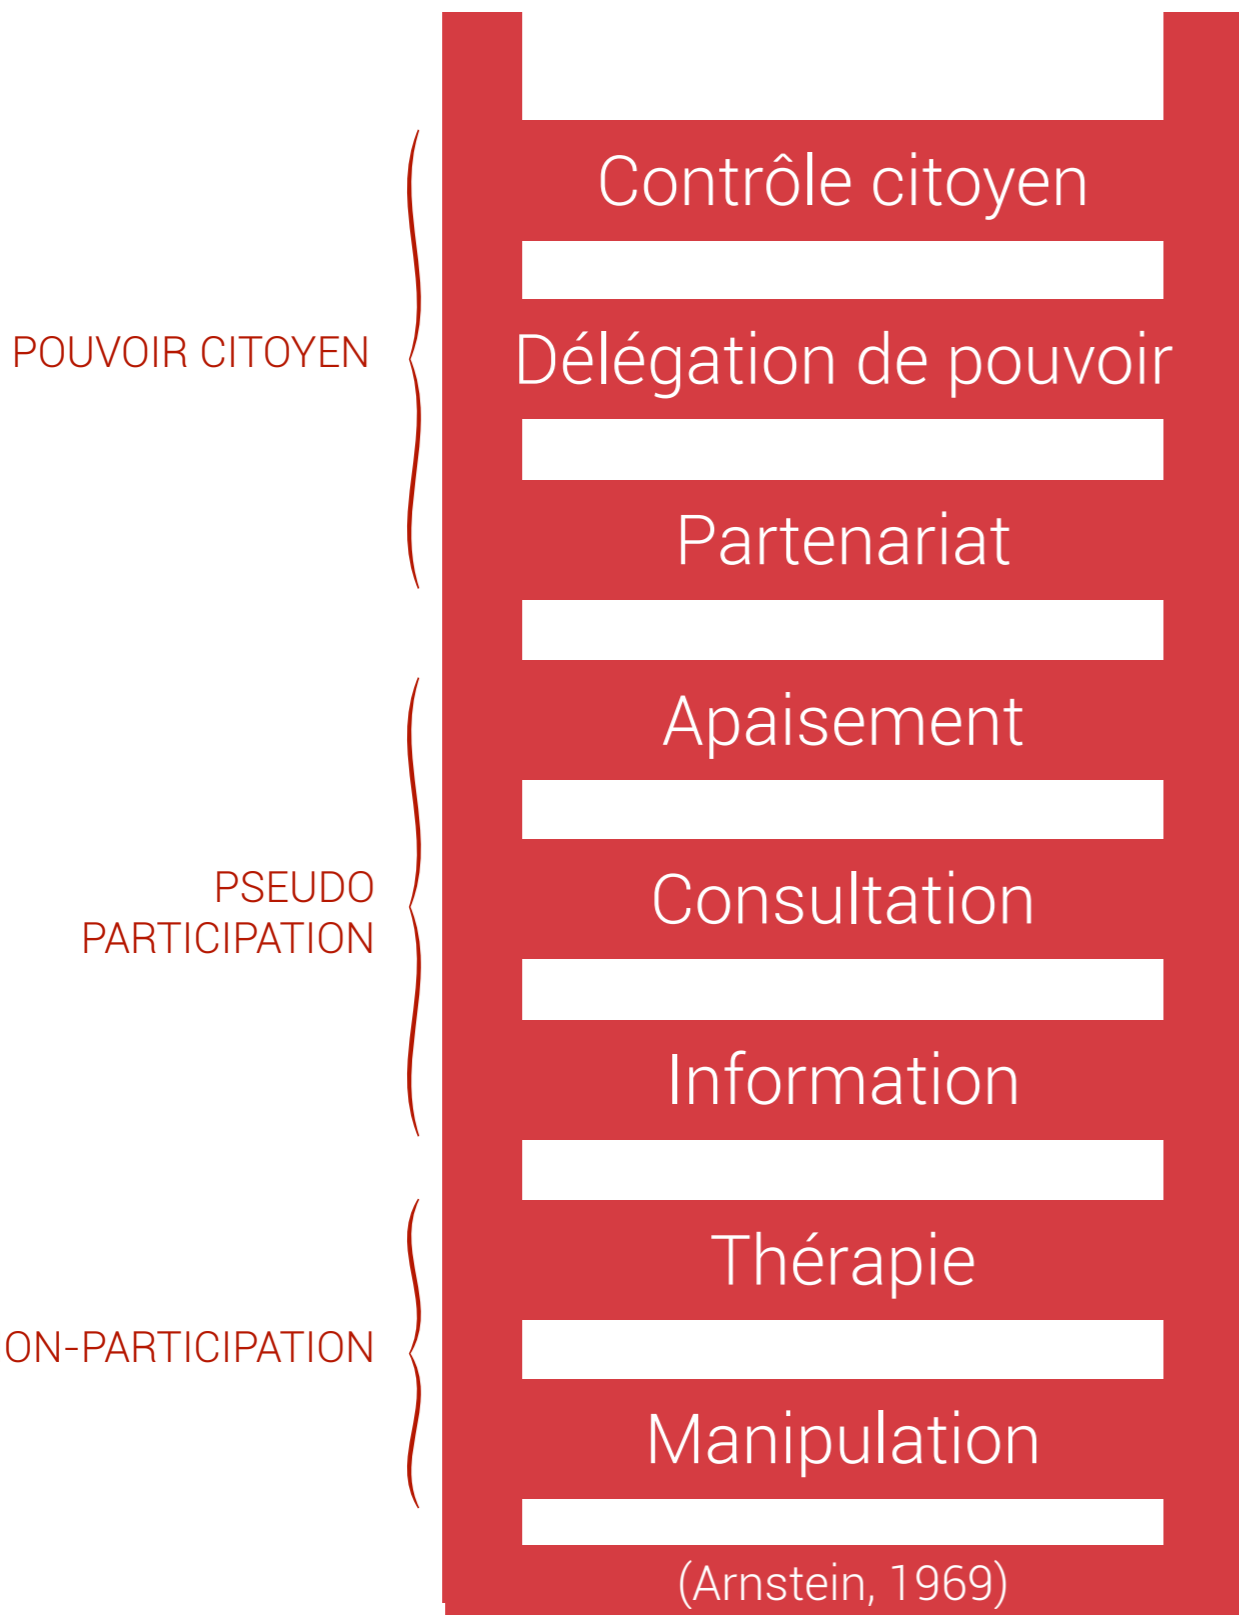 Contrôle citoyen
POUVOIR CITOYEN
Délégation de pouvoir
Partenariat
Apaisement
PSEUDO
PARTICIPATION
Consultation
Information
Thérapie
ON-PARTICIPATION
Manipulation
(Arnstein, 1969)